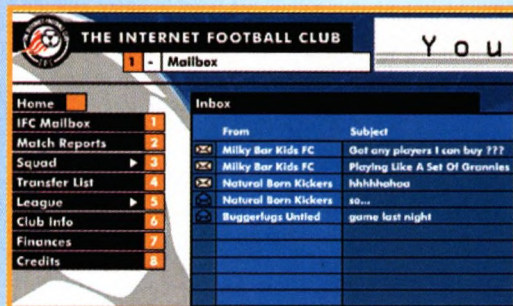 THE INTERNET FOOTBALL CLUB
You
1 - Mailbox
Home
IFC Mailbox 1
Match Reports 2
Squad 3
Transfer List 4
League 5
Club Info 6
Finances 7
Credits 8
Inbox
From Subject
Milky Bar Kids FC Got any players I can buy ???
Milky Bar Kids FC Playing Like A Set Of Grannies
Natural Born Kickers hhhhhahaa
Natural Born Kickers so...
Buggerlugs Untied game last night